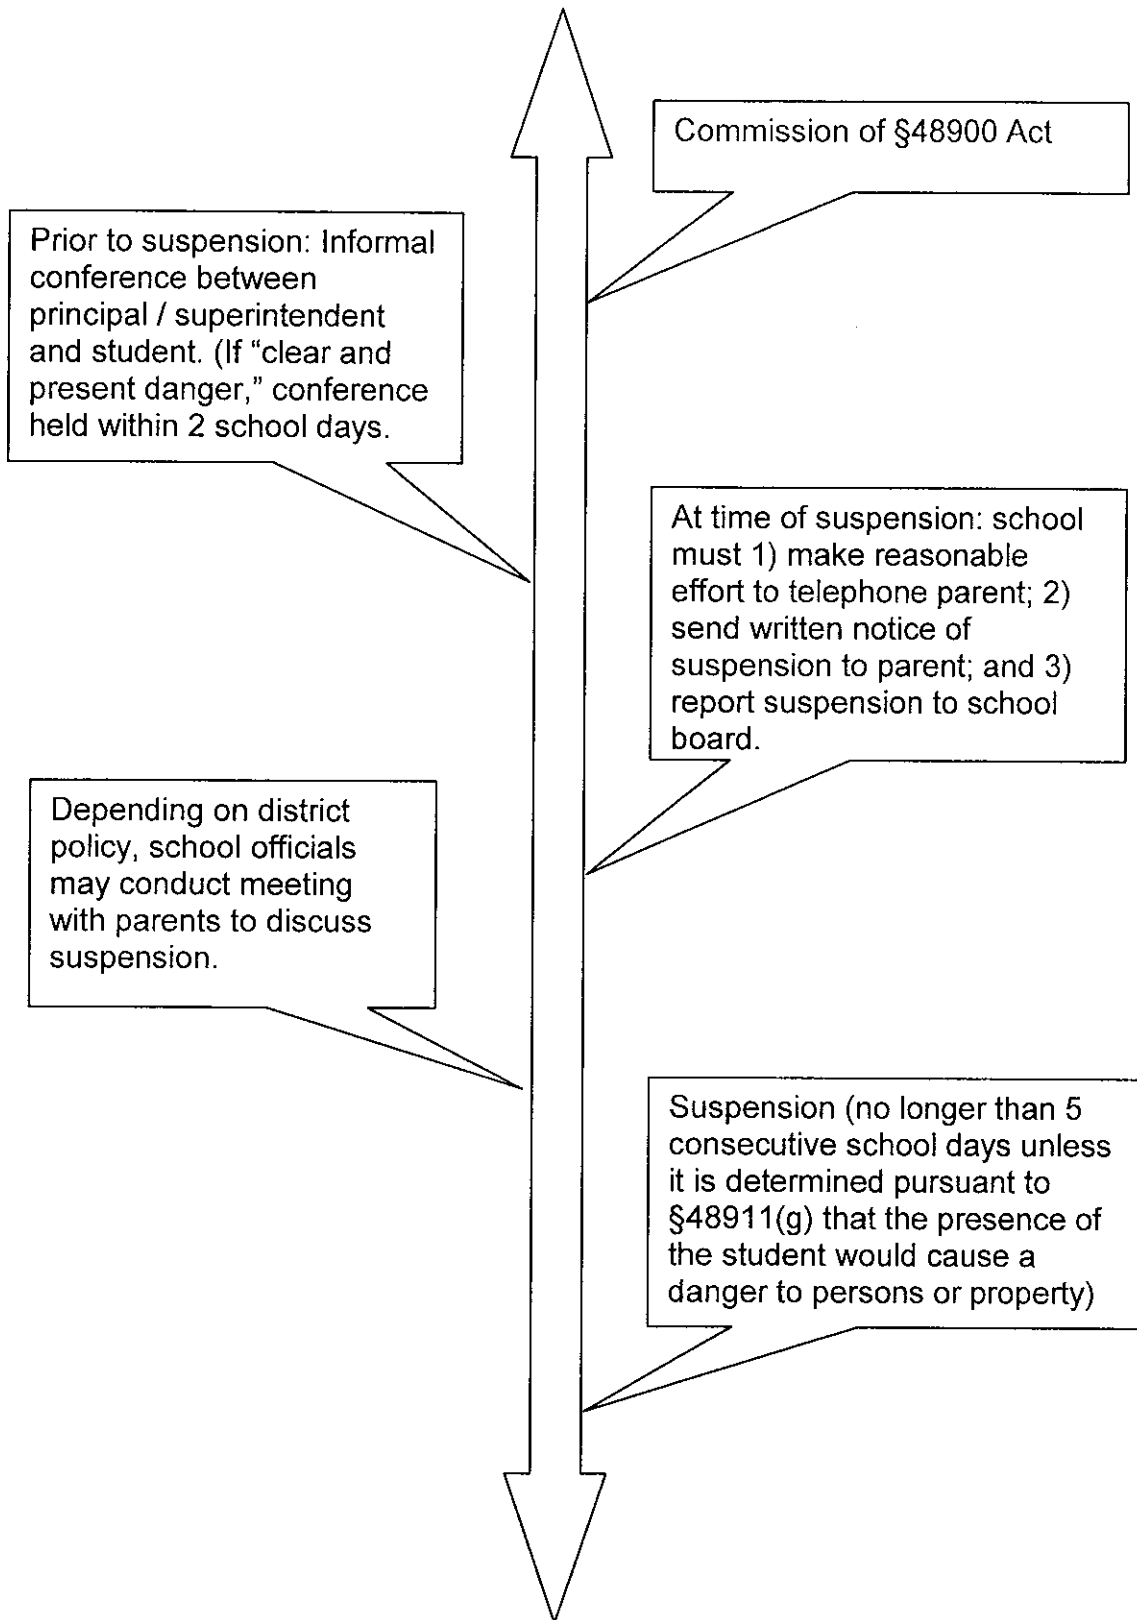 Commission of §48900 Act
Prior to suspension: Informal
conference between
principal / superintendent
and student. (If “clear and
present danger,” conference
held within 2 school days.
At time of suspension: school
must 1) make reasonable
effort to telephone parent; 2)
send written notice of
suspension to parent; and 3)
report suspension to school
board.
Depending on district
policy, school officials
may conduct meeting
with parents to discuss
suspension.
Suspension (no longer than 5
consecutive school days unless
it is determined pursuant to
§48911(g) that the presence of
the student would cause a
danger to persons or property)